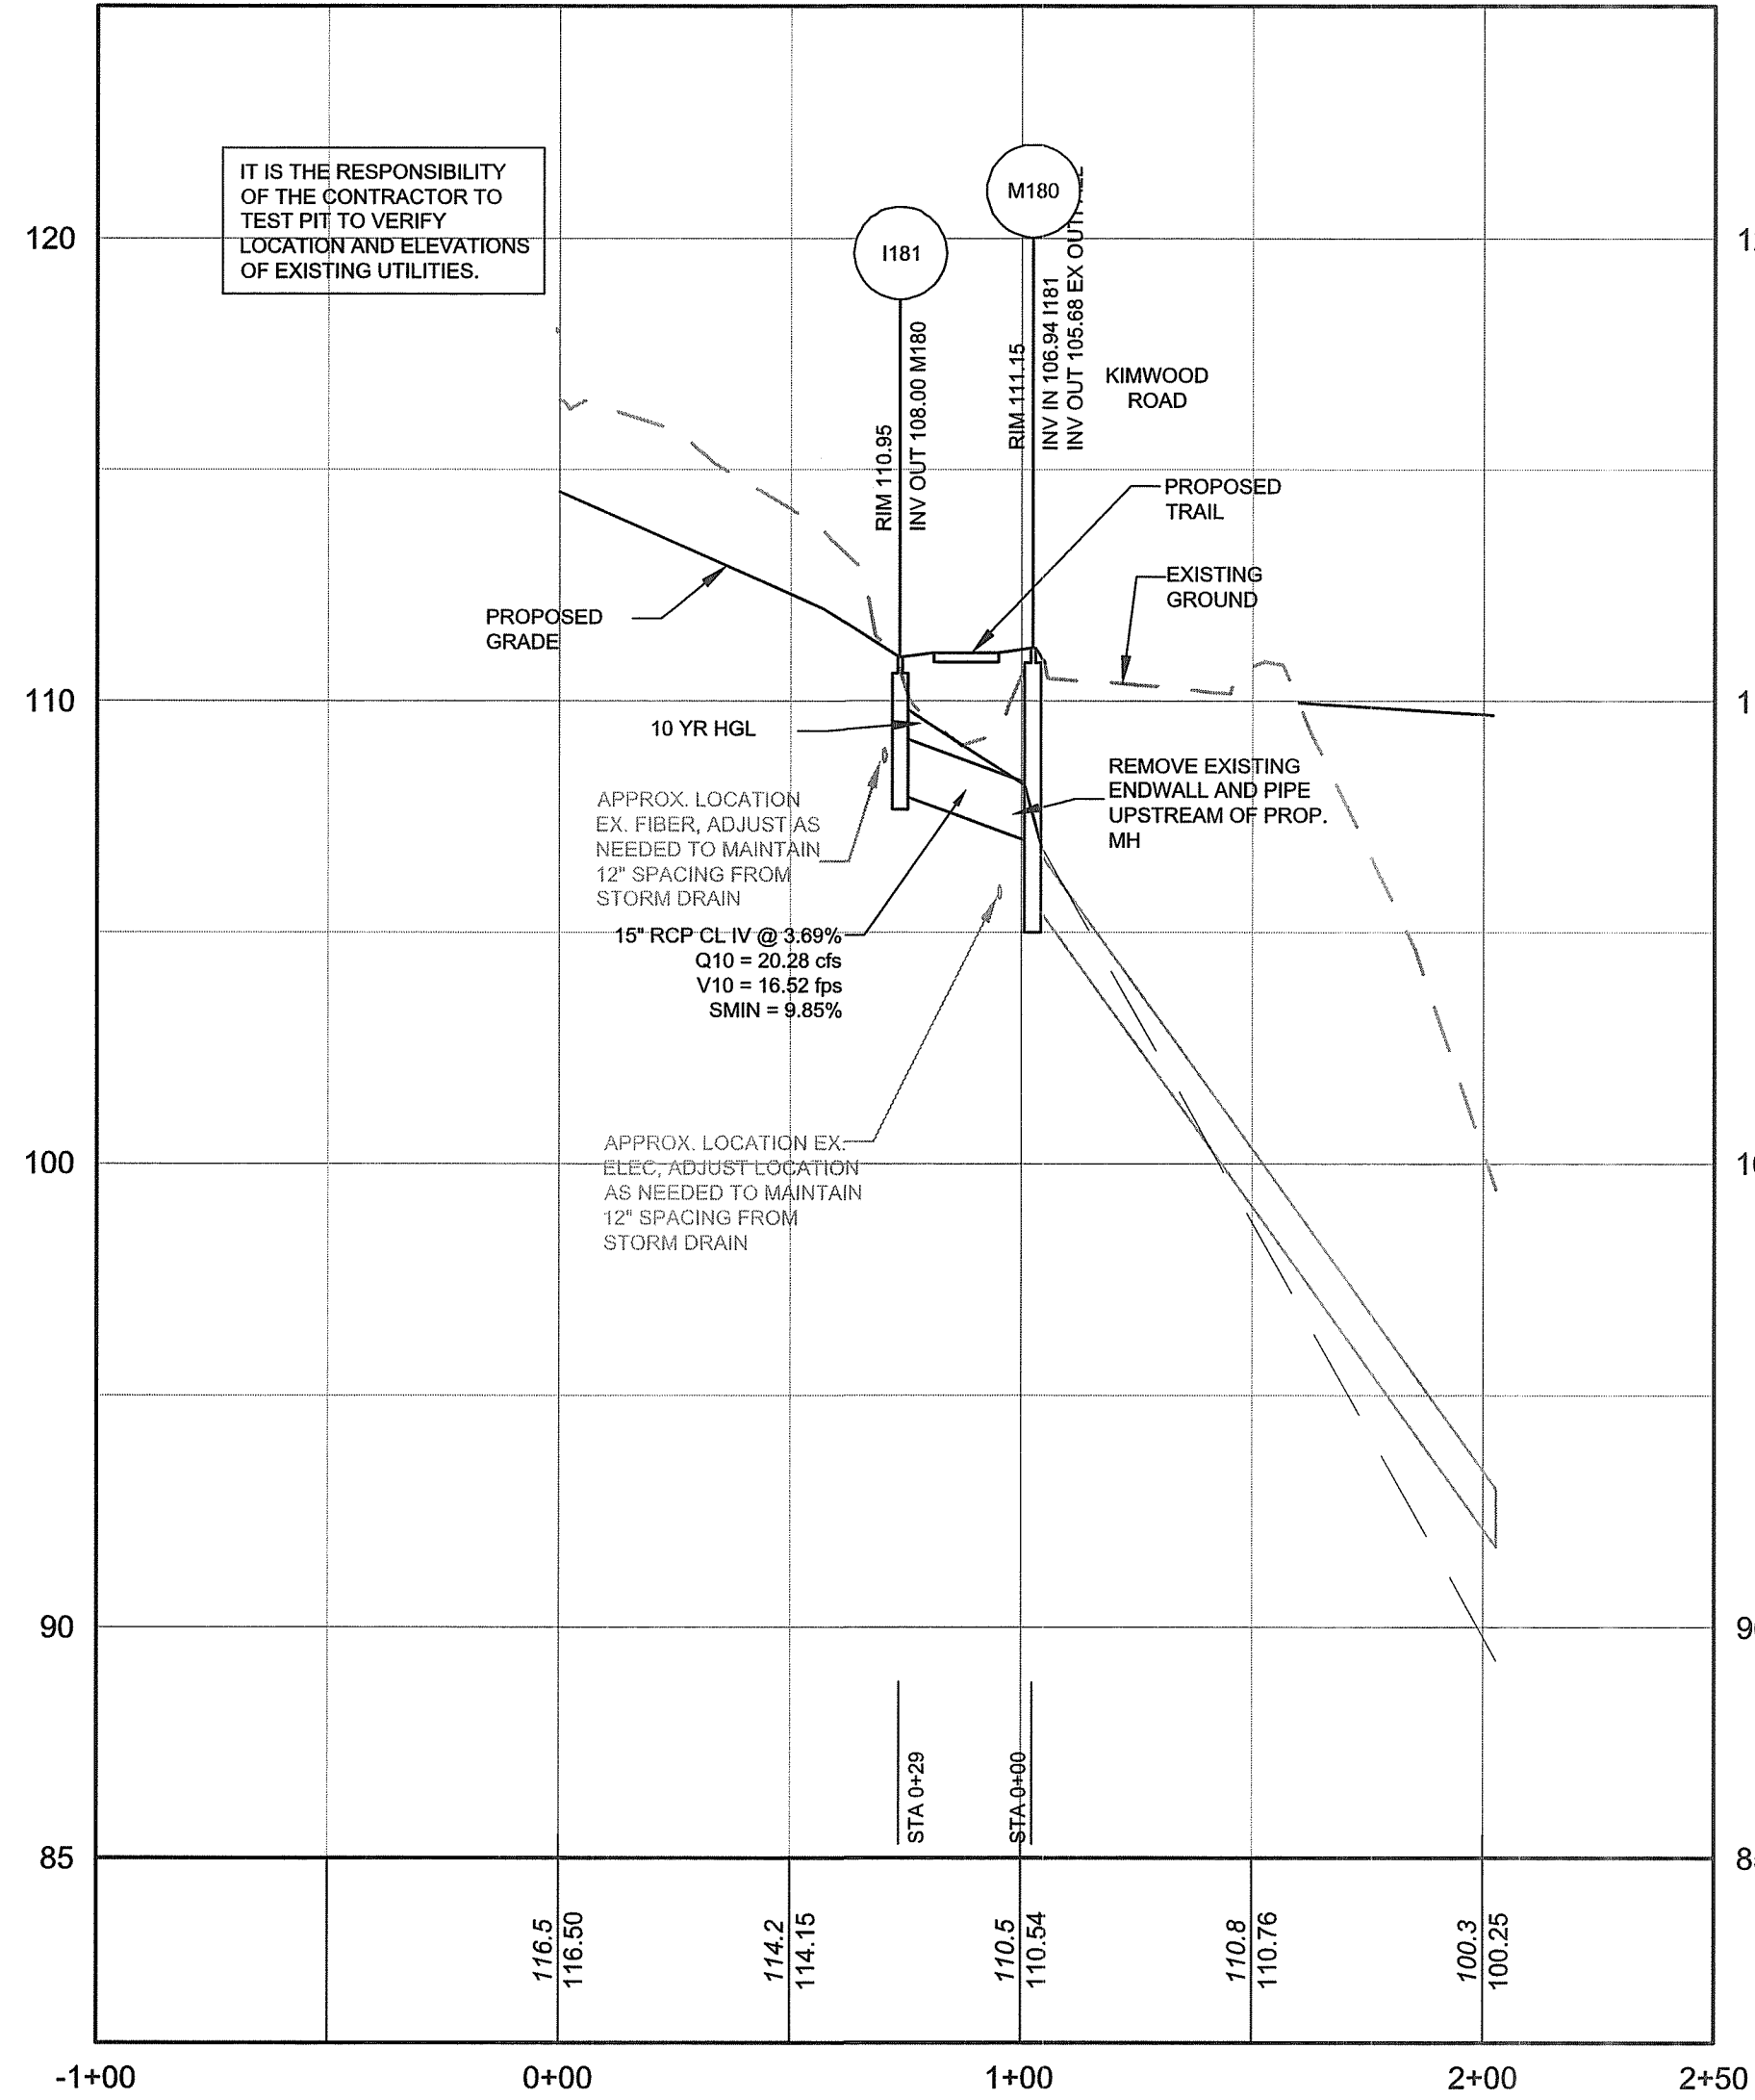 IT IS THE RESPONSIBILITY
OF THE CONTRACTOR TO
TEST PIT TO VERIFY
LOCATION AND ELEVATIONS
OF EXISTING UTILITIES.
120
110
100
90
85
I181
RIM 110.95
INV OUT 108.00 M180
M180
RIM 111.15
INV IN 106.94 I181
INV OUT 105.68 EX
KIMWOOD
ROAD
PROPOSED
TRAIL
EXISTING
GROUND
PROPOSED
GRADE
10 YR HGL
REMOVE EXISTING
ENDWALL AND PIPE
UPSTREAM OF PROP.
MH
APPROX. LOCATION
EX. FIBER, ADJUST AS
NEEDED TO MAINTAIN
12" SPACING FROM
STORM DRAIN
15" RCP CL IV @ 3.69%
Q10 = 20.28 cfs
V10 = 16.52 fps
SMIN = 9.85%
APPROX. LOCATION EX.
ELEC, ADJUST LOCATION
AS NEEDED TO MAINTAIN
12" SPACING FROM
STORM DRAIN
STA 0+29
STA 0+00
116.5
116.50
114.2
114.15
110.5
110.54
110.8
110.76
100.3
100.25
-1+00
0+00
1+00
2+00
2+50